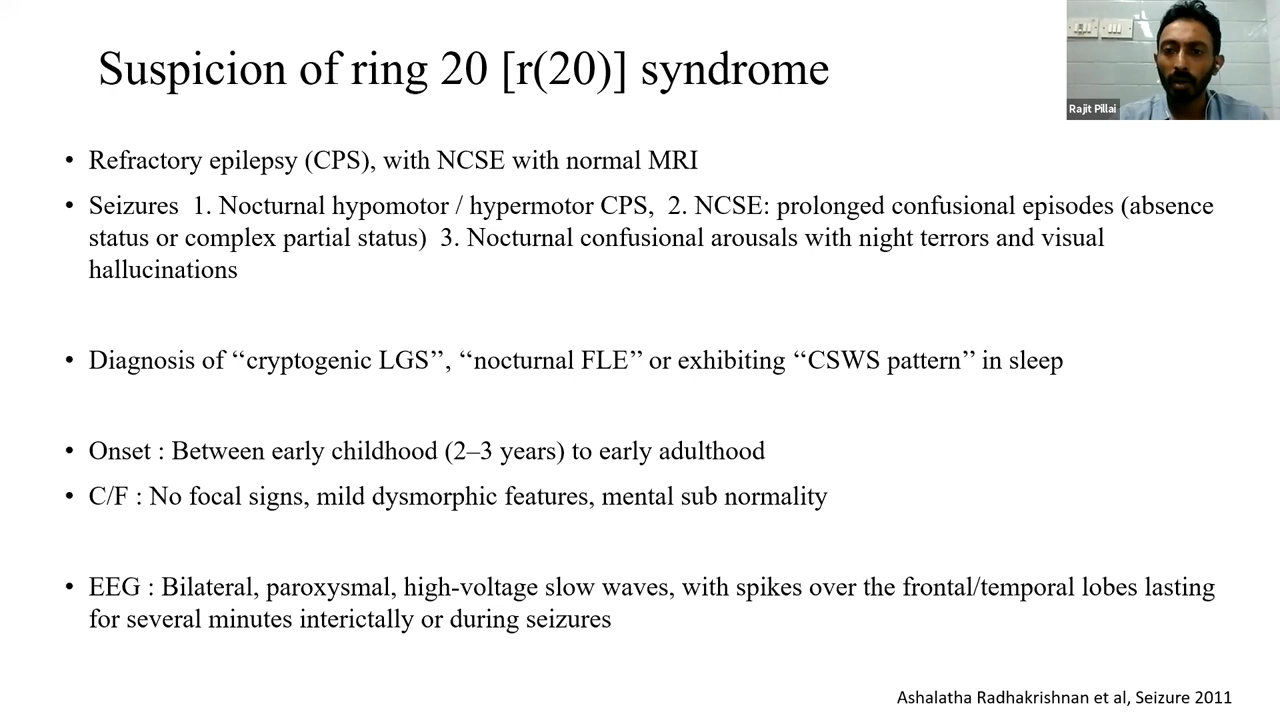 Suspicion of ring 20 [r(20)] syndrome
Rajit Pillai
• Refractory epilepsy (CPS), with NCSE with normal MRI
• Seizures 1. Nocturnal hypomotor / hypermotor CPS, 2. NCSE: prolonged confusional episodes (absence
status or complex partial status) 3. Nocturnal confusional arousals with night terrors and visual
hallucinations
• Diagnosis of ‘‘cryptogenic LGS’’, ‘‘nocturnal FLE’’ or exhibiting ‘‘CSWS pattern’’ in sleep
• Onset : Between early childhood (2–3 years) to early adulthood
• C/F : No focal signs, mild dysmorphic features, mental sub normality
• EEG : Bilateral, paroxysmal, high-voltage slow waves, with spikes over the frontal/temporal lobes lasting
for several minutes interictally or during seizures
Ashalatha Radhakrishnan et al, Seizure 2011